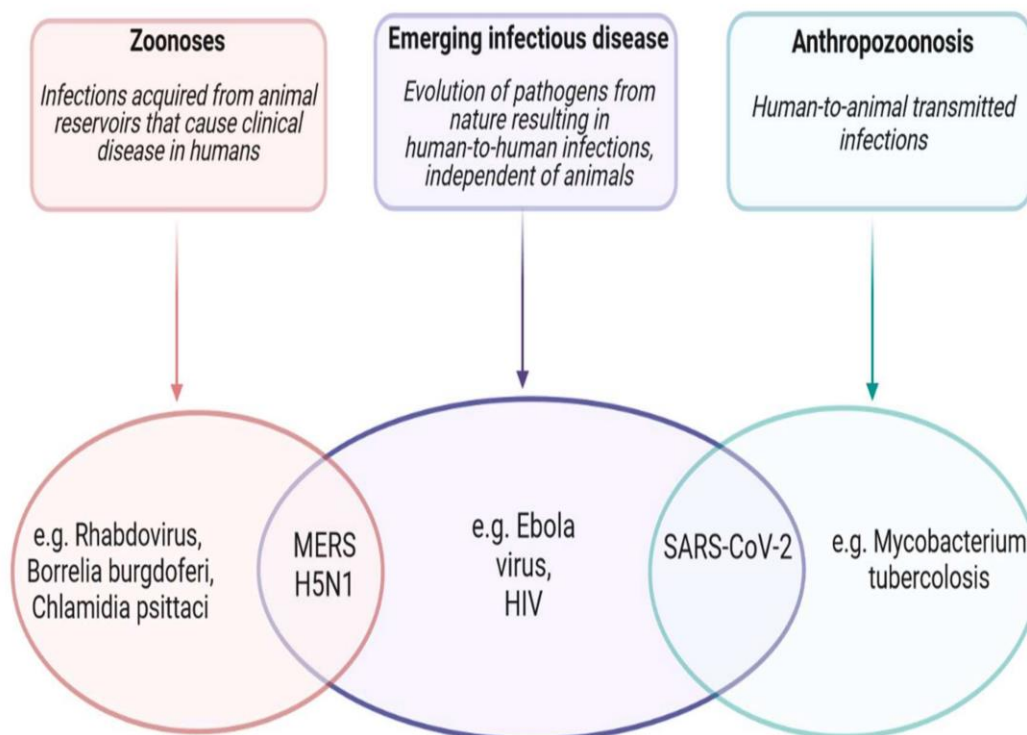 Zoonoses
Infections acquired from animal
reservoirs that cause clinical
disease in humans
Emerging infectious disease
Evolution of pathogens from
nature resulting in
human-to-human infections,
independent of animals
Anthropozoonosis
Human-to-animal transmitted
infections
e.g. Rhabdovirus,
Borrelia burgdoferi,
Chlamidia psittaci
MERS
H5N1
e.g. Ebola
virus,
HIV
SARS-CoV-2
e.g. Mycobacterium
tubercolosis